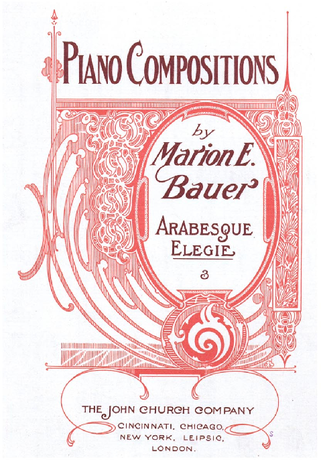 PIANO COMPOSITIONS
by
Marion E.
Bauer
ARABESQUE
ELEGIE
3
THE JOHN CHURCH COMPANY
CINCINNATI, CHICAGO,
NEW YORK, LEIPSIC,
LONDON.